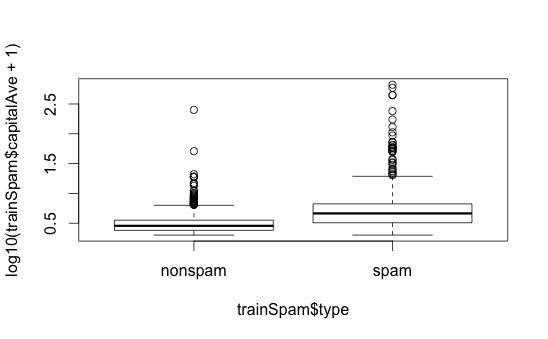 log10(trainSpam$capitalAve + 1)
2.5
1.5
0.5
nonspam spam
trainSpam$type